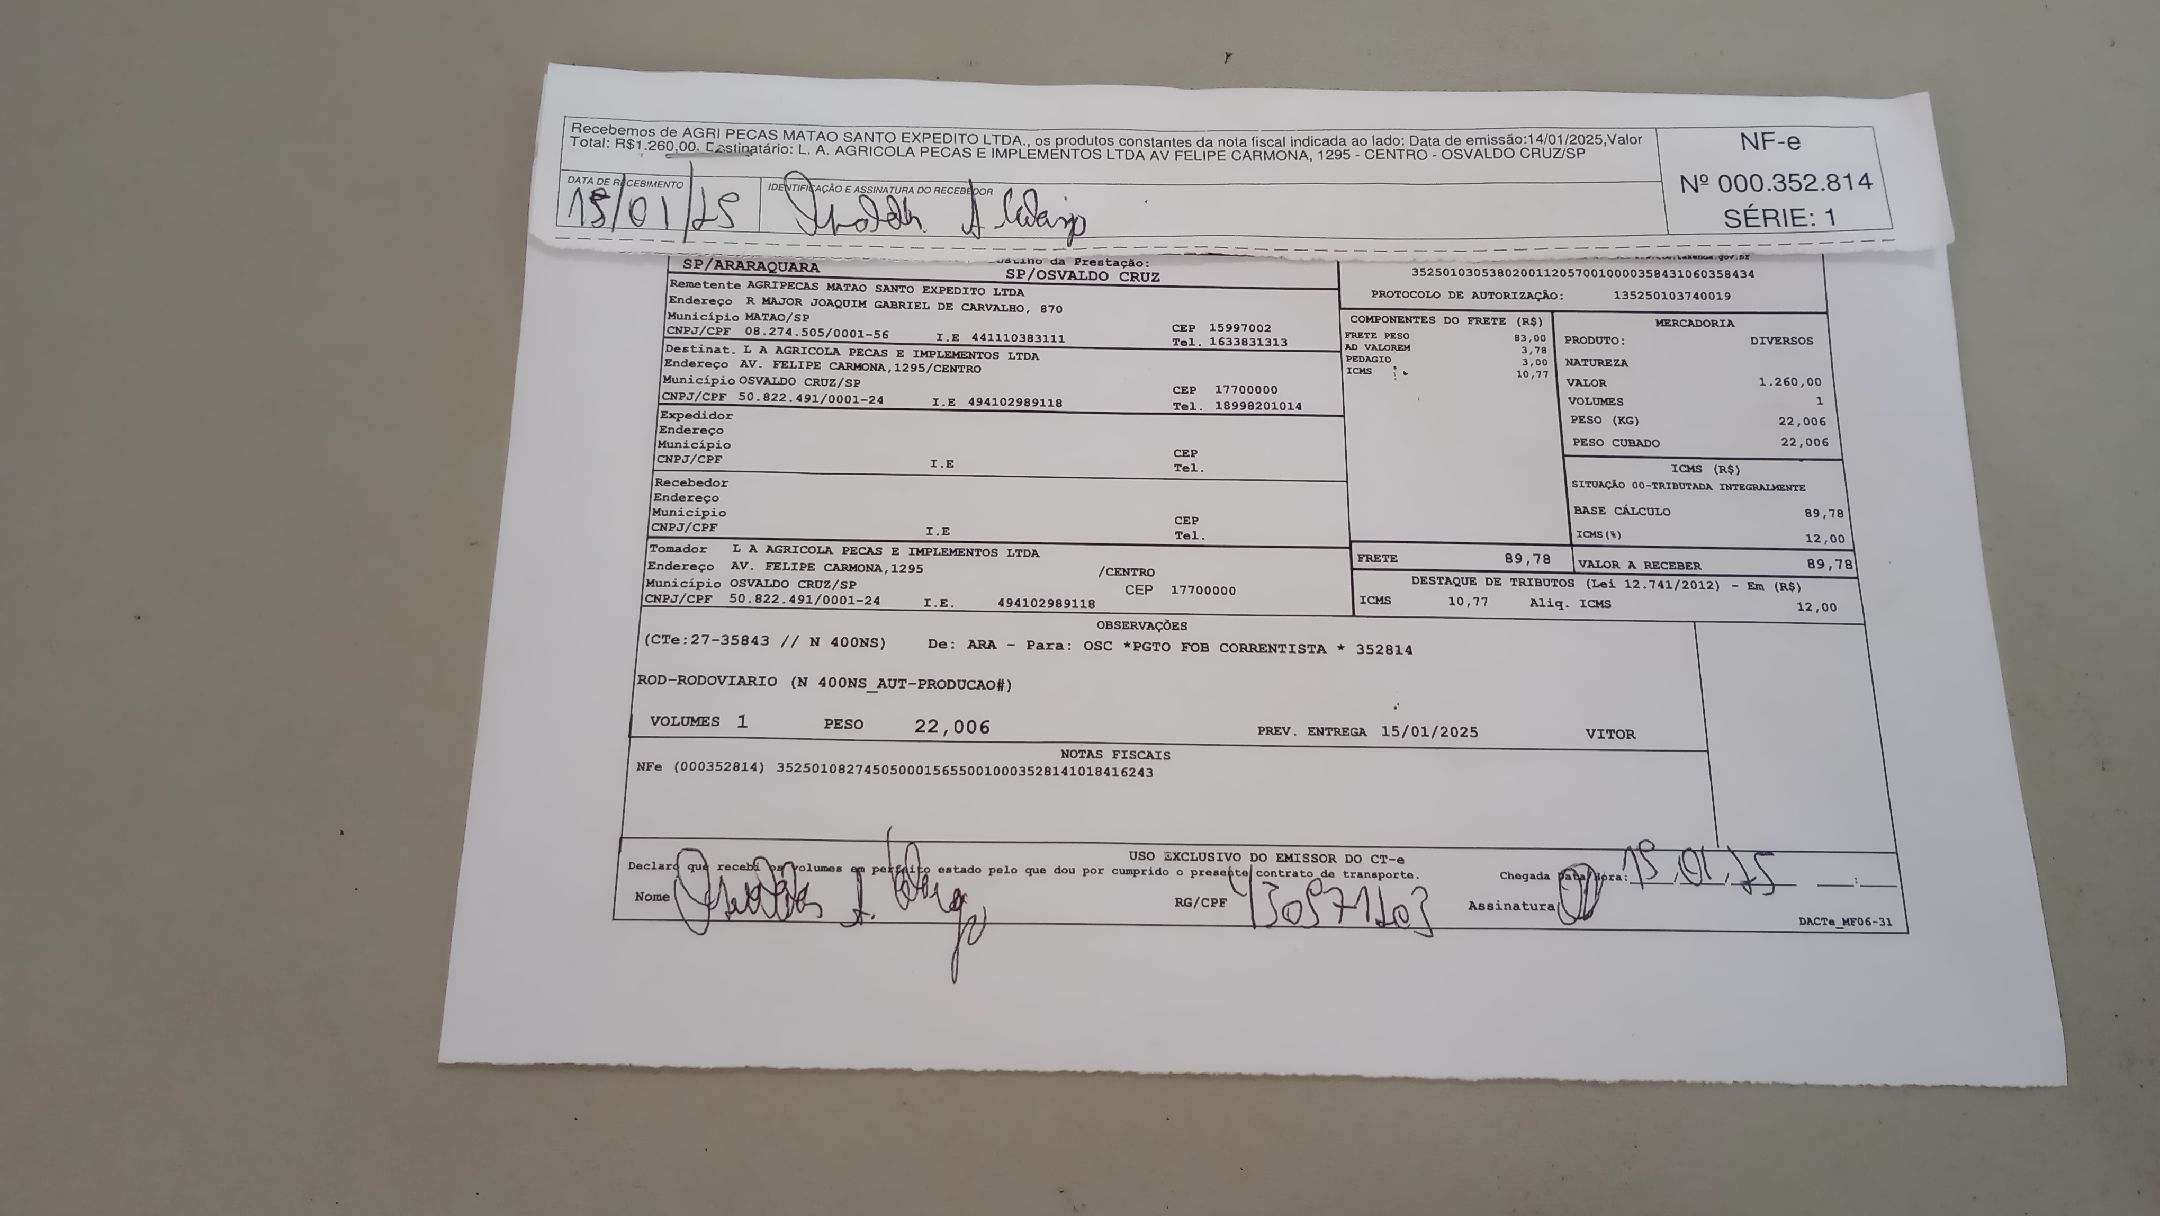 Recebemos de AGRI PECAS MATAO SANTO EXPEDITO LTDA., os produtos constantes da nota fiscal indicada ao lado: Data de emissão:14/01/2025,Valor
Total: R$1.260,00. Destinatário: L. A. AGRICOLA PECAS E IMPLEMENTOS LTDA AV FELIPE CARMONA, 1295 - CENTRO - OSVALDO CRUZ/SP
NF-e
Nº 000.352.814
SÉRIE: 1
DATA DE RECEBIMENTO
15/01/25
IDENTIFICAÇÃO E ASSINATURA DO RECEBEDOR
da Prestação:
SP/ARARAQUARA SP/OSVALDO CRUZ
Remetente AGRIPECAS MATAO SANTO EXPEDITO LTDA
Endereço R MAJOR JOAQUIM GABRIEL DE CARVALHO, 870
Município MATAO/SP CEP 15997002
CNPJ/CPF 08.274.505/0001-56 I.E 441110383111 Tel. 1633831313
Destinat. L A AGRICOLA PECAS E IMPLEMENTOS LTDA
Endereço AV. FELIPE CARMONA,1295/CENTRO
Município OSVALDO CRUZ/SP CEP 17700000
CNPJ/CPF 50.822.491/0001-24 I.E 494102989118 Tel. 18998201014
Expedidor
Endereço
Município CEP
CNPJ/CPF I.E Tel.
Recebedor
Endereço
Município CEP
CNPJ/CPF I.E Tel.
Tomador L A AGRICOLA PECAS E IMPLEMENTOS LTDA
Endereço AV. FELIPE CARMONA,1295 /CENTRO
Município OSVALDO CRUZ/SP CEP 17700000
CNPJ/CPF 50.822.491/0001-24 I.E. 494102989118
35250103053802001120570010000358431060358434
PROTOCOLO DE AUTORIZAÇÃO: 135250103740019
COMPONENTES DO FRETE (R$)
FRETE PESO 83,00
AD VALOREM 3,78
PEDAGIO 3,00
ICMS 10,77
MERCADORIA
PRODUTO: DIVERSOS
NATUREZA
VALOR 1.260,00
VOLUMES 1
PESO (KG) 22,006
PESO CUBADO 22,006
ICMS (R$)
SITUAÇÃO 00-TRIBUTADA INTEGRALMENTE
BASE CÁLCULO 89,78
ICMS(%) 12,00
FRETE 89,78 VALOR A RECEBER 89,78
DESTAQUE DE TRIBUTOS (Lei 12.741/2012) - Em (R$)
ICMS 10,77 Aliq. ICMS 12,00
OBSERVAÇÕES
(CTe:27-35843 // N 400NS) De: ARA - Para: OSC *PGTO FOB CORRENTISTA * 352814
ROD-RODOVIARIO (N 400NS_AUT-PRODUCAO#)
VOLUMES 1 PESO 22,006 PREV. ENTREGA 15/01/2025 VITOR
NOTAS FISCAIS
NFe (000352814) 35250108274505000156550010003528141018416243
USO EXCLUSIVO DO EMISSOR DO CT-e
Declaro que recebi os volumes em perfeito estado pelo que dou por cumprido o presente contrato de transporte.
Chegada Data/Hora: 15 01 25
Nome RG/CPF Assinatura
DACTe_MF06-31